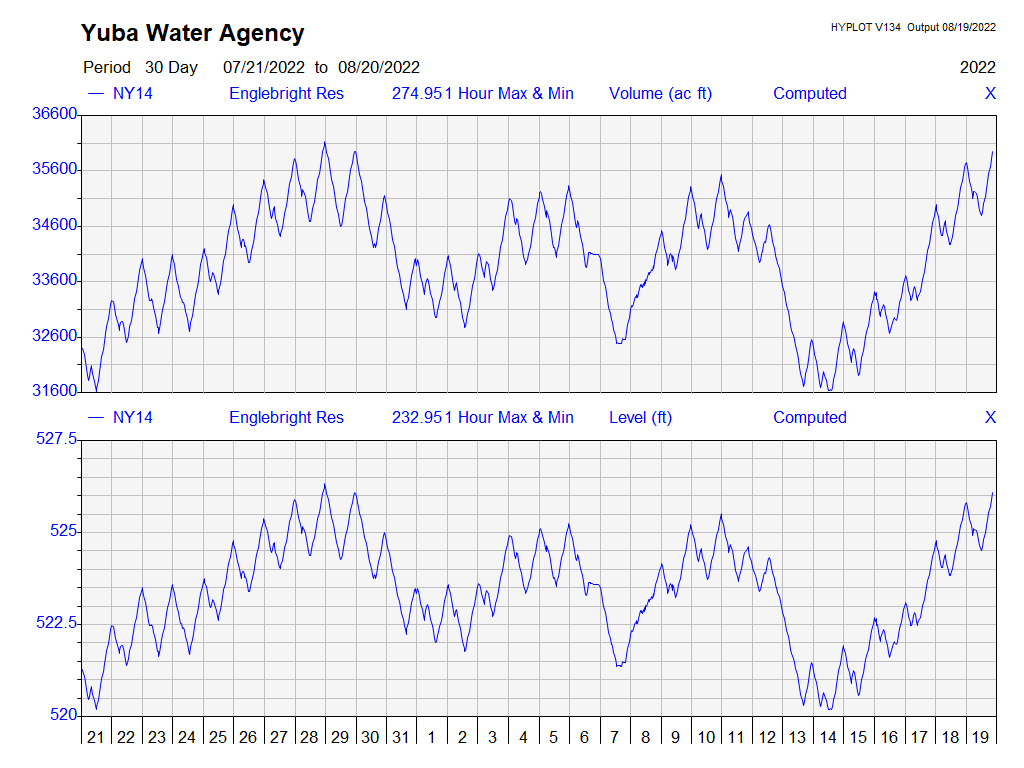 Yuba Water Agency
HYPLOT V134 Output 08/19/2022
Period 30 Day 07/21/2022 to 08/20/2022 2022
NY14 Englebright Res 274.951 Hour Max & Min Volume (ac ft) Computed X
36600
35600
34600
33600
32600
31600
NY14 Englebright Res 232.951 Hour Max & Min Level (ft) Computed X
527.5
525
522.5
520
21 22 23 24 25 26 27 28 29 30 31 1 2 3 4 5 6 7 8 9 10 11 12 13 14 15 16 17 18 19